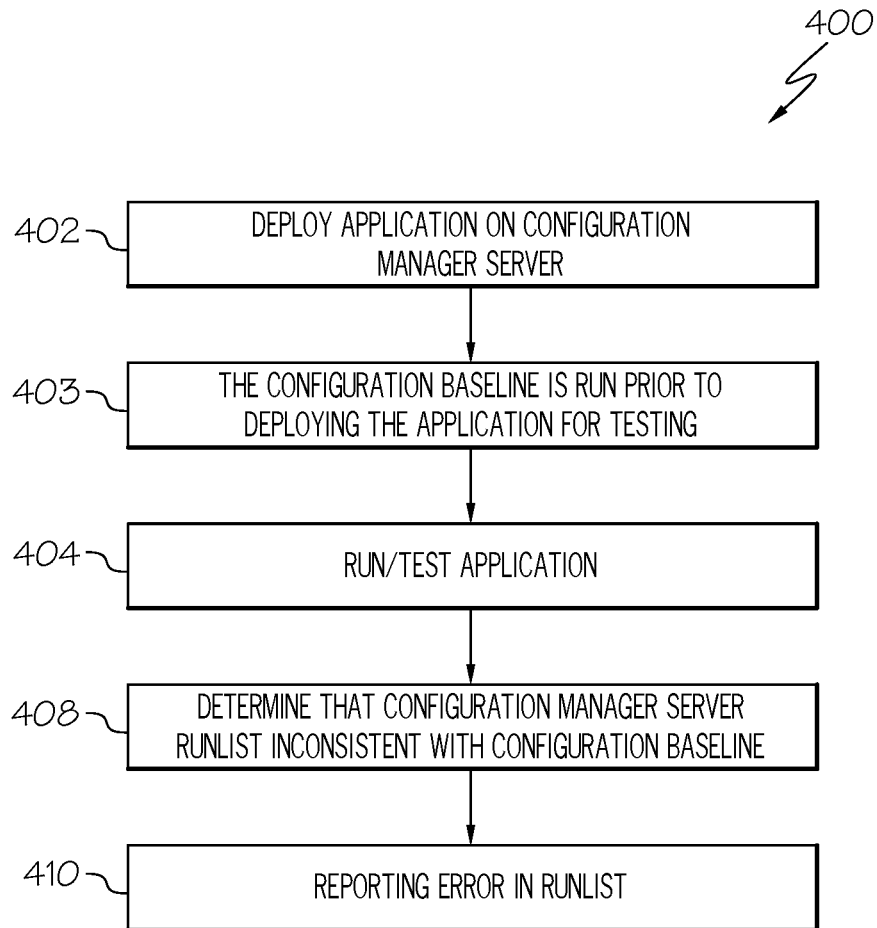 400
402
DEPLOY APPLICATION ON CONFIGURATION
MANAGER SERVER
403
THE CONFIGURATION BASELINE IS RUN PRIOR TO
DEPLOYING THE APPLICATION FOR TESTING
404
RUN/TEST APPLICATION
408
DETERMINE THAT CONFIGURATION MANAGER SERVER
RUNLIST INCONSISTENT WITH CONFIGURATION BASELINE
410
REPORTING ERROR IN RUNLIST